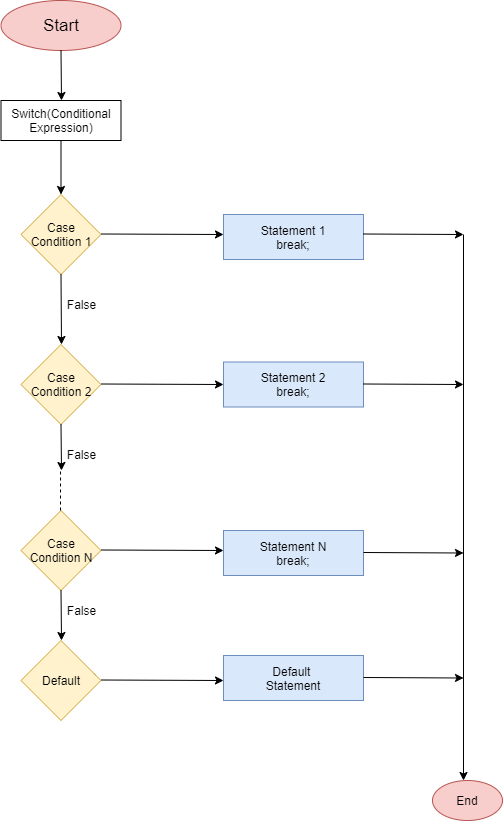 Start
Switch(Conditional
Expression)
Case
Condition 1
Statement 1
break;
False
Case
Condition 2
Statement 2
break;
False
Case
Condition N
Statement N
break;
False
Default
Default
Statement
End